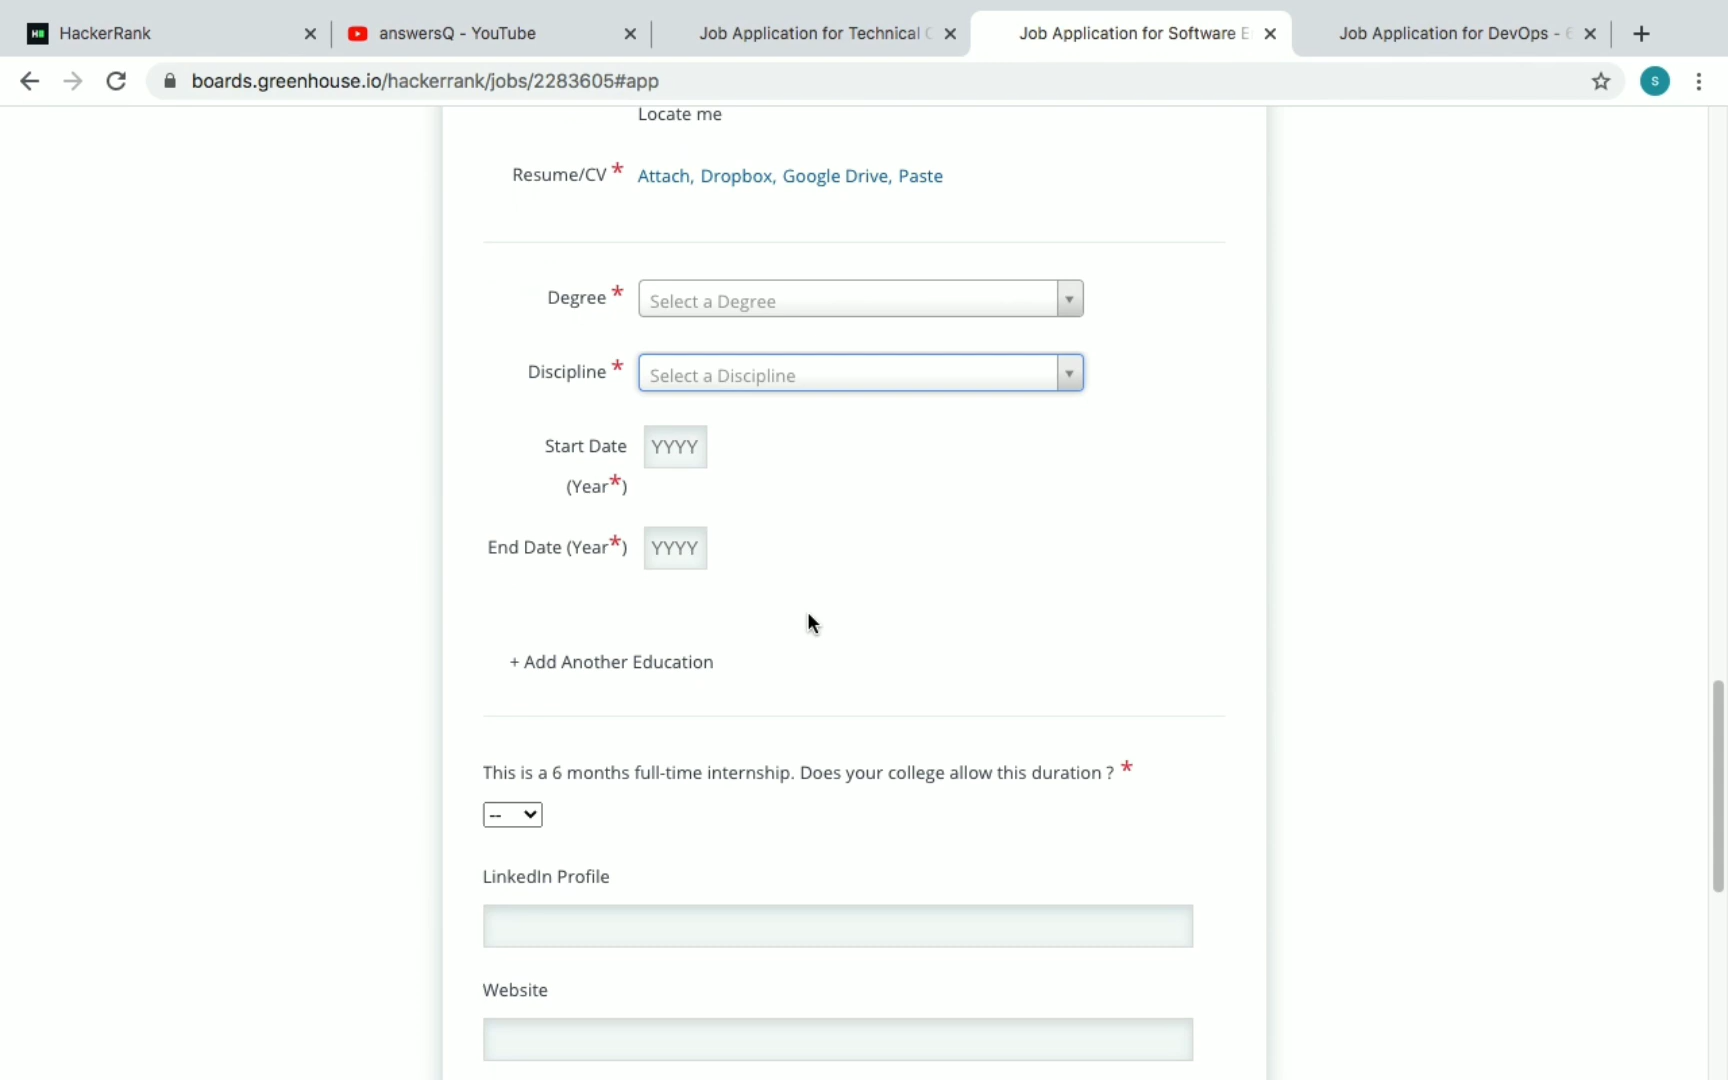 HackerRank
answersQ - YouTube
Job Application for Technical
Job Application for Software E
Job Application for DevOps -
boards.greenhouse.io/hackerrank/jobs/2283605#app
S
Locate me
Resume/CV * Attach, Dropbox, Google Drive, Paste
Degree * Select a Degree
Discipline * Select a Discipline
Start Date YYYY
(Year*)
End Date (Year*) YYYY
+ Add Another Education
This is a 6 months full-time internship. Does your college allow this duration ? *
--
LinkedIn Profile
Website